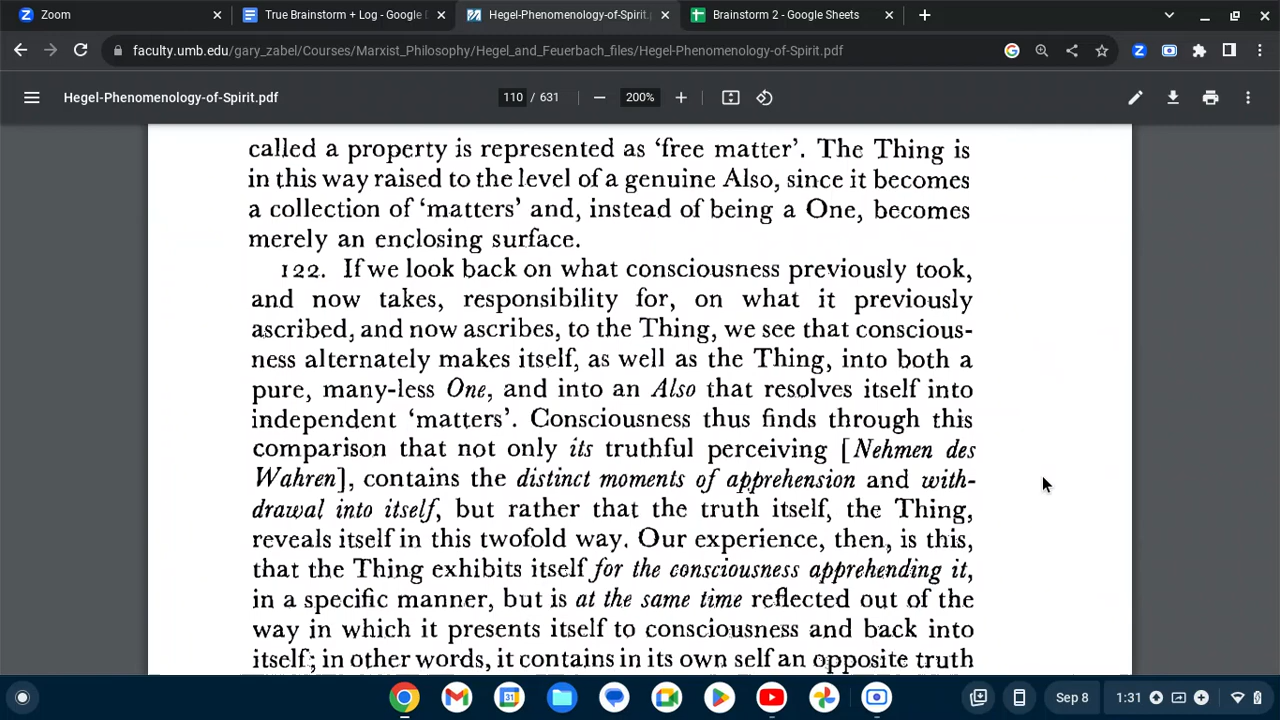 Zoom
True Brainstorm + Log - Google D
Hegel-Phenomenology-of-Spirit.p
Brainstorm 2 - Google Sheets
faculty.umb.edu/gary_zabel/Courses/Marxist_Philosophy/Hegel_and_Feuerbach_files/Hegel-Phenomenology-of-Spirit.pdf
Hegel-Phenomenology-of-Spirit.pdf
110 / 631
200%
called a property is represented as ‘free matter’. The Thing is
in this way raised to the level of a genuine Also, since it becomes
a collection of ‘matters’ and, instead of being a One, becomes
merely an enclosing surface.
122. If we look back on what consciousness previously took,
and now takes, responsibility for, on what it previously
ascribed, and now ascribes, to the Thing, we see that conscious-
ness alternately makes itself, as well as the Thing, into both a
pure, many-less One, and into an Also that resolves itself into
independent ‘matters’. Consciousness thus finds through this
comparison that not only its truthful perceiving [Nehmen des
Wahren], contains the distinct moments of apprehension and with-
drawal into itself, but rather that the truth itself, the Thing,
reveals itself in this twofold way. Our experience, then, is this,
that the Thing exhibits itself for the consciousness apprehending it,
in a specific manner, but is at the same time reflected out of the
way in which it presents itself to consciousness and back into
itself; in other words, it contains in its own self an opposite truth
Sep 8
1:31